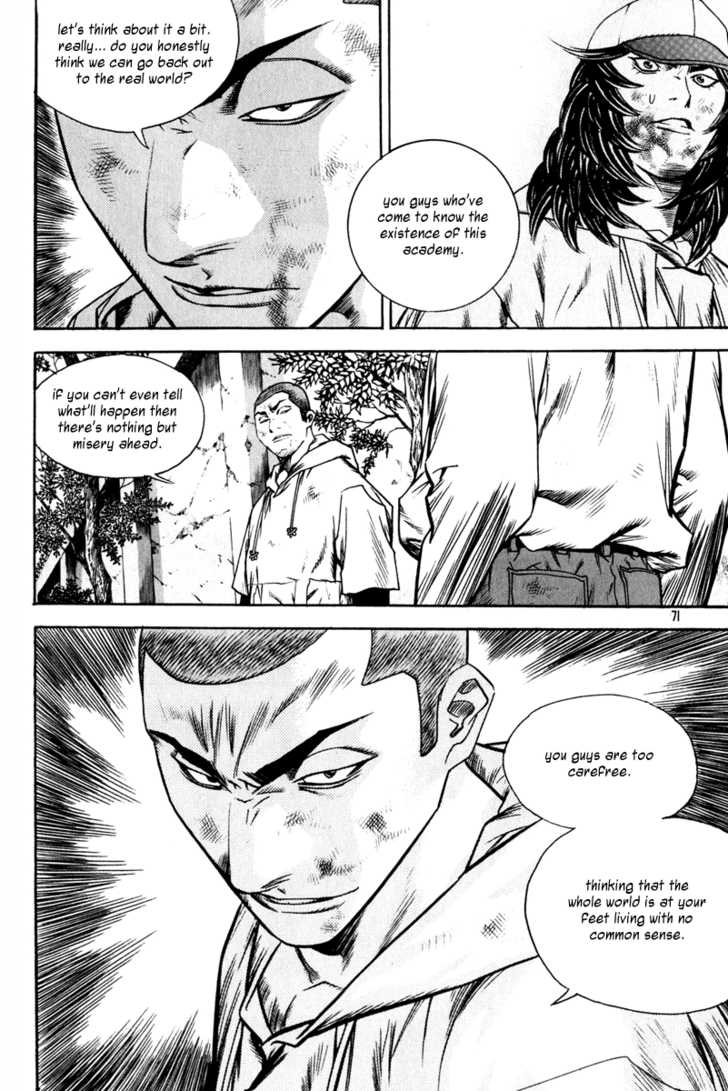 let's think about it a bit.
really... do you honestly
think we can go back out
to the real world?
you guys who've
come to know the
existence of this
academy.
if you can't even tell
what'll happen then
there's nothing but
misery ahead.
71
you guys are too
carefree.
thinking that the
whole world is at your
feet living with no
common sense.